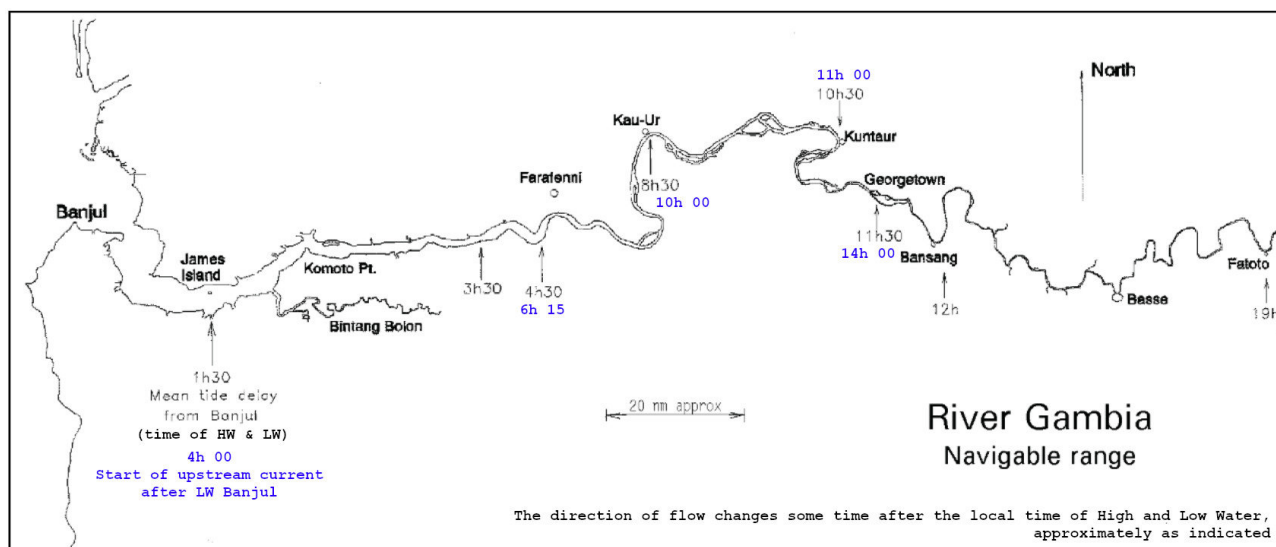 11h 00
10h30
North
Kau-Ur
Kuntaur
Farafenni
8h30
10h 00
Georgetown
Banjul
James
Island
Komoto Pt.
3h30
4h30
6h 15
11h30
14h 00
Bansang
Fatoto
Basse
12h
19H
Bintang Bolon
1h30
Mean tide delay
from Banjul
(time of HW & LW)
4h 00
Start of upstream current
after LW Banjul
20 nm approx
River Gambia
Navigable range
The direction of flow changes some time after the local time of High and Low Water,
approximately as indicated